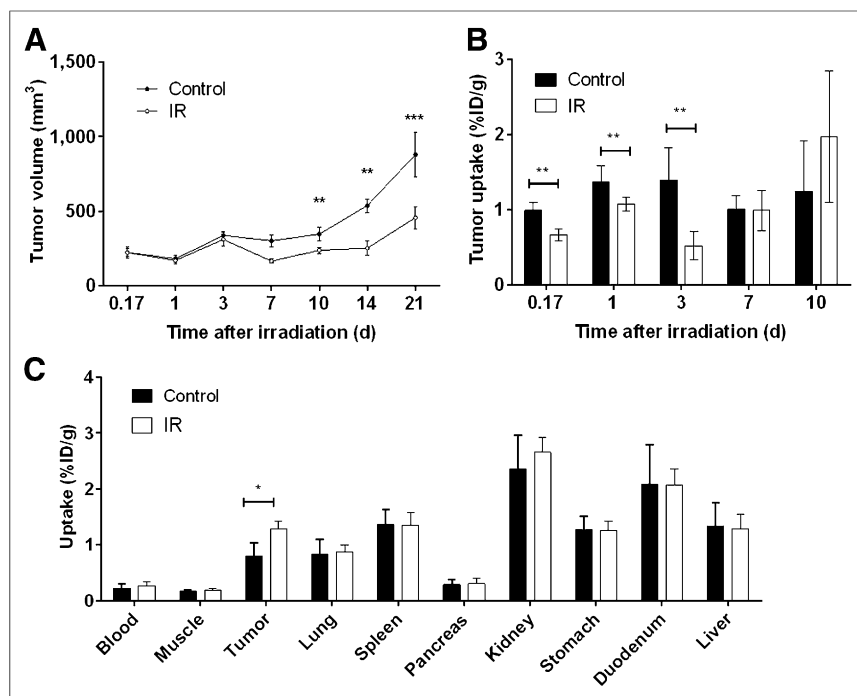 A
1,500
1,000
500
0
Tumor volume (mm³)
Control
IR
**
**
***
0.17 1 3 7 10 14 21
Time after irradiation (d)
B
3
2
1
0
Tumor uptake (%ID/g)
Control
IR
**
**
**
0.17 1 3 7 10
Time after irradiation (d)
C
4
3
2
1
0
Uptake (%ID/g)
Control
IR
*
Blood Muscle Tumor Lung Spleen Pancreas Kidney Stomach Duodenum Liver